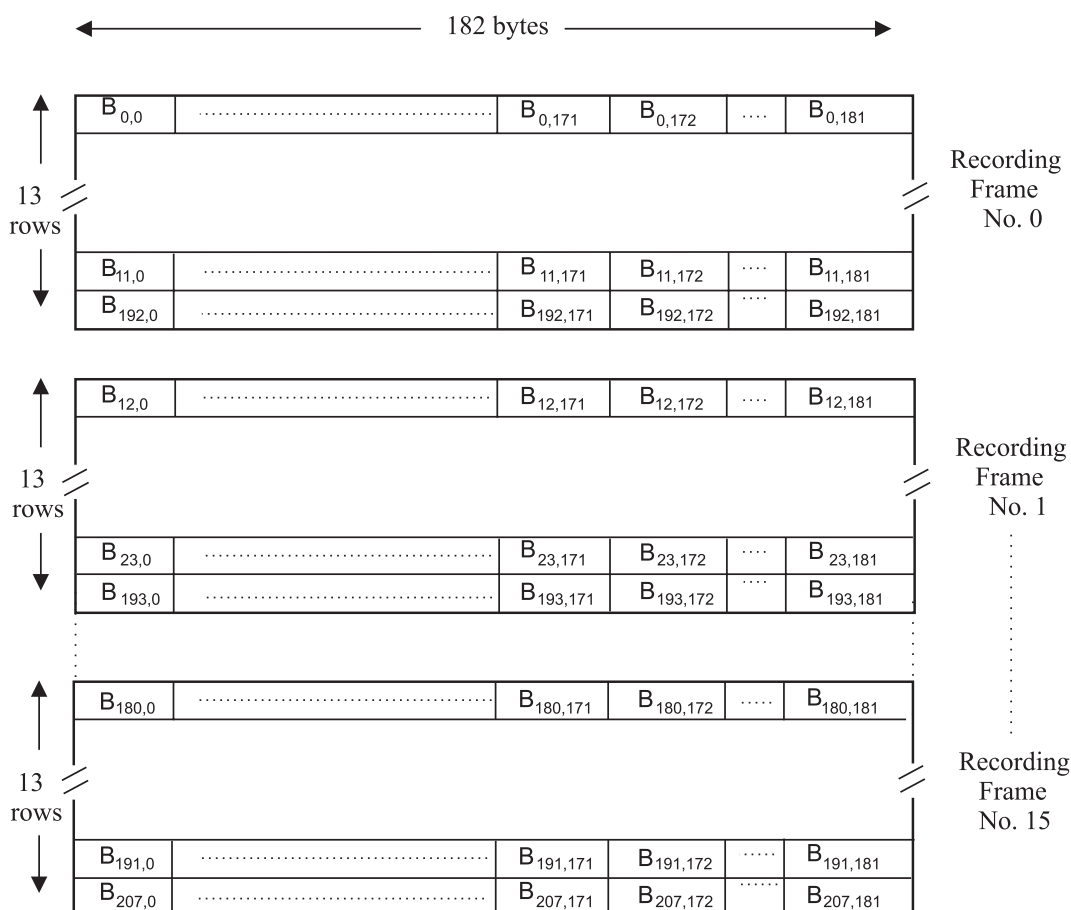 182 bytes
B0,0 ........ B0,171 B0,172 .... B0,181
13
rows
Recording
Frame
No. 0
B11,0 ........ B11,171 B11,172 .... B11,181
B192,0 ........ B192,171 B192,172 .... B192,181
B12,0 ........ B12,171 B12,172 .... B12,181
13
rows
Recording
Frame
No. 1
B23,0 ........ B23,171 B23,172 .... B23,181
B193,0 ........ B193,171 B193,172 .... B193,181
B180,0 ........ B180,171 B180,172 ..... B180,181
13
rows
Recording
Frame
No. 15
B191,0 ........ B191,171 B191,172 ..... B191,181
B207,0 ........ B207,171 B207,172 ...... B207,181